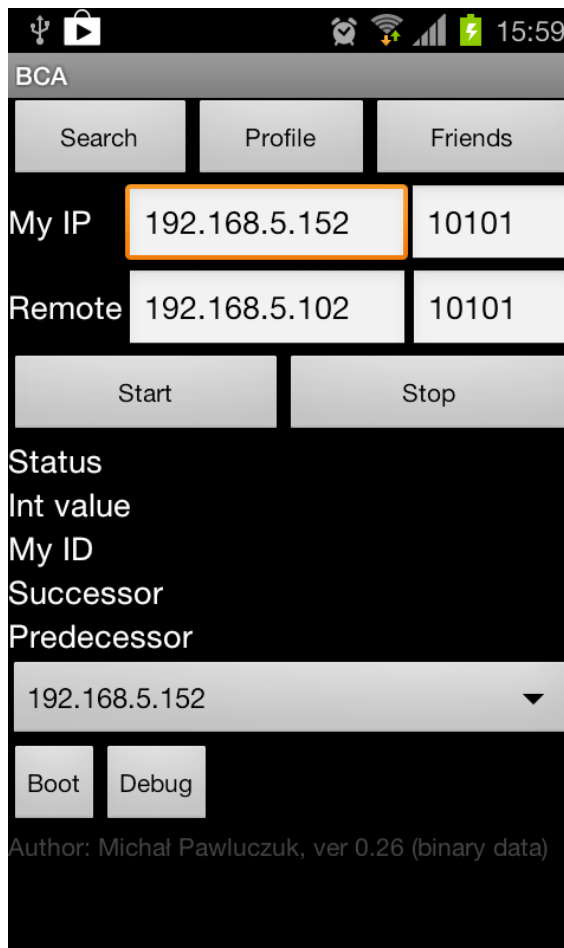 15:59
BCA
Search Profile Friends
My IP 192.168.5.152 10101
Remote 192.168.5.102 10101
Start Stop
Status
Int value
My ID
Successor
Predecessor
192.168.5.152
Boot Debug
Author: Michał Pawluczuk, ver 0.26 (binary data)